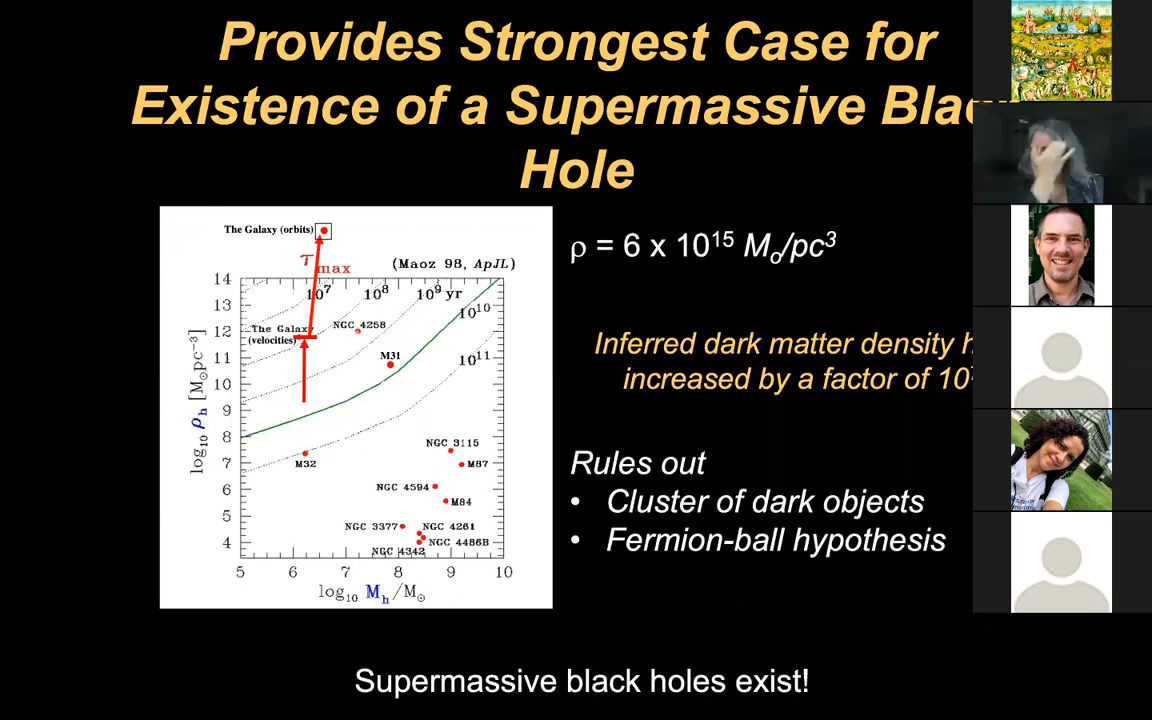 Provides Strongest Case for
Existence of a Supermassive Black
Hole
The Galaxy (orbits)
τmax
(Maoz 98, ApJL)
14
13
12
11
10
9
8
7
6
5
4
10⁷
10⁸
10⁹ yr
10¹⁰
10¹¹
The Galaxy
(velocities)
NGC 4258
M31
M32
NGC 3115
M87
NGC 4594
M84
NGC 3377
NGC 4261
NGC 4486B
NGC 4342
log₁₀ ρh [M⊙pc⁻³]
5 6 7 8 9 10
log₁₀ Mh/M⊙
ρ = 6 x 10¹⁵ Mo/pc³
Inferred dark matter density
increased by a factor of
Rules out
• Cluster of dark objects
• Fermion-ball hypothesis
Supermassive black holes exist!